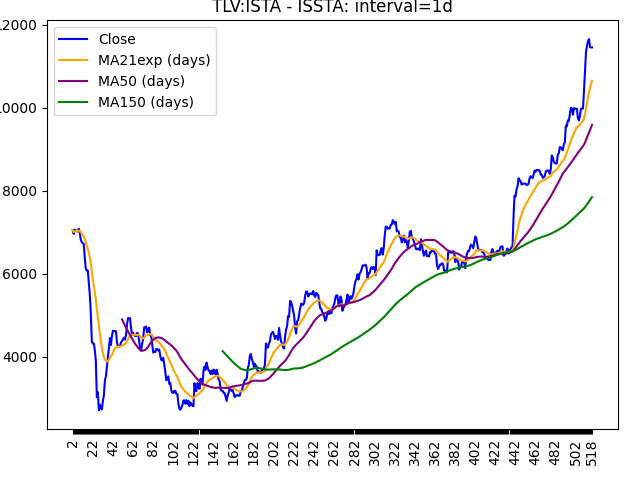 TLV:ISTA - ISSTA: interval=1d
Close
MA21exp (days)
MA50 (days)
MA150 (days)
12000
10000
8000
6000
4000
2 22 42 62 82 102 122 142 162 182 202 222 242 262 282 302 322 342 362 382 402 422 442 462 482 502 518